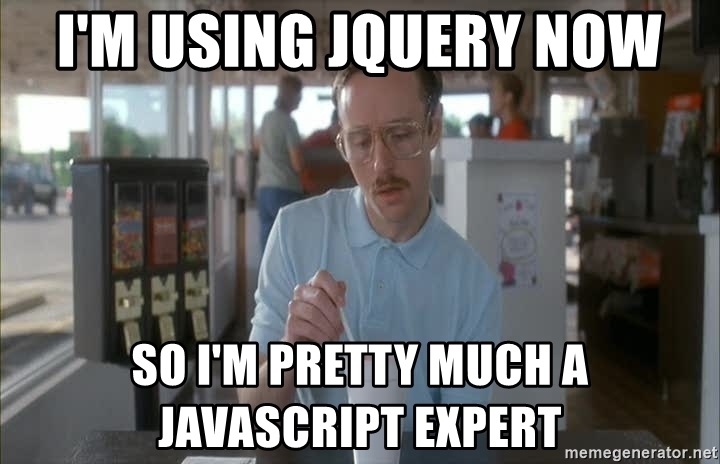 I'M USING JQUERY NOW
SO I'M PRETTY MUCH A
JAVASCRIPT EXPERT
memegenerator.net